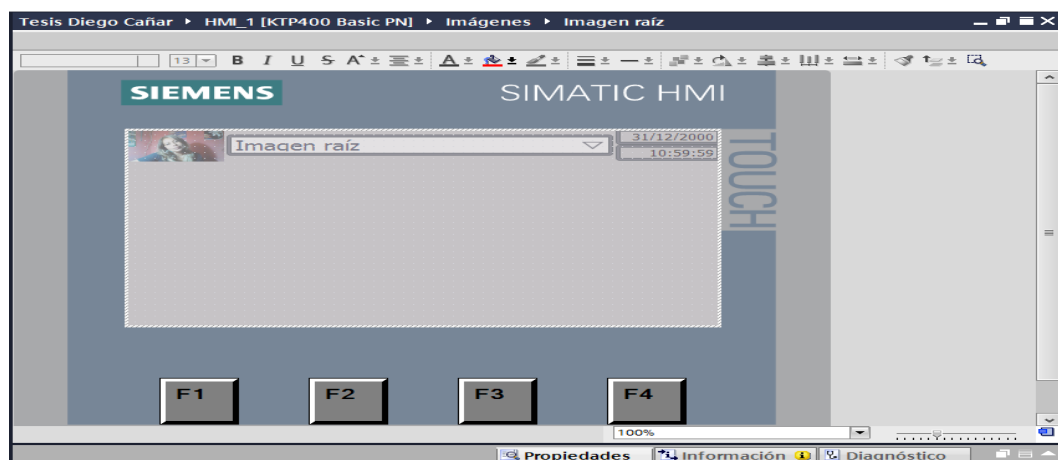 Tesis Diego Cañar ▸ HMI_1 [KTP400 Basic PN] ▸ Imágenes ▸ Imagen raíz
13 B I U S A
SIEMENS SIMATIC HMI
Imagen raíz 31/12/2000
10:59:59
TOUCH
F1 F2 F3 F4
100%
Propiedades Información Diagnóstico